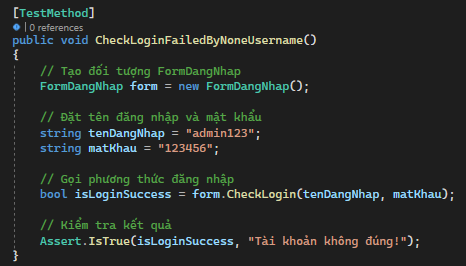 [TestMethod]
0 references
public void CheckLoginFailedByNoneUsername()
{
// Tạo đối tượng FormDangNhap
FormDangNhap form = new FormDangNhap();
// Đặt tên đăng nhập và mật khẩu
string tenDangNhap = "admin123";
string matKhau = "123456";
// Gọi phương thức đăng nhập
bool isLoginSuccess = form.CheckLogin(tenDangNhap, matKhau);
// Kiểm tra kết quả
Assert.IsTrue(isLoginSuccess, "Tài khoản không đúng!");
}